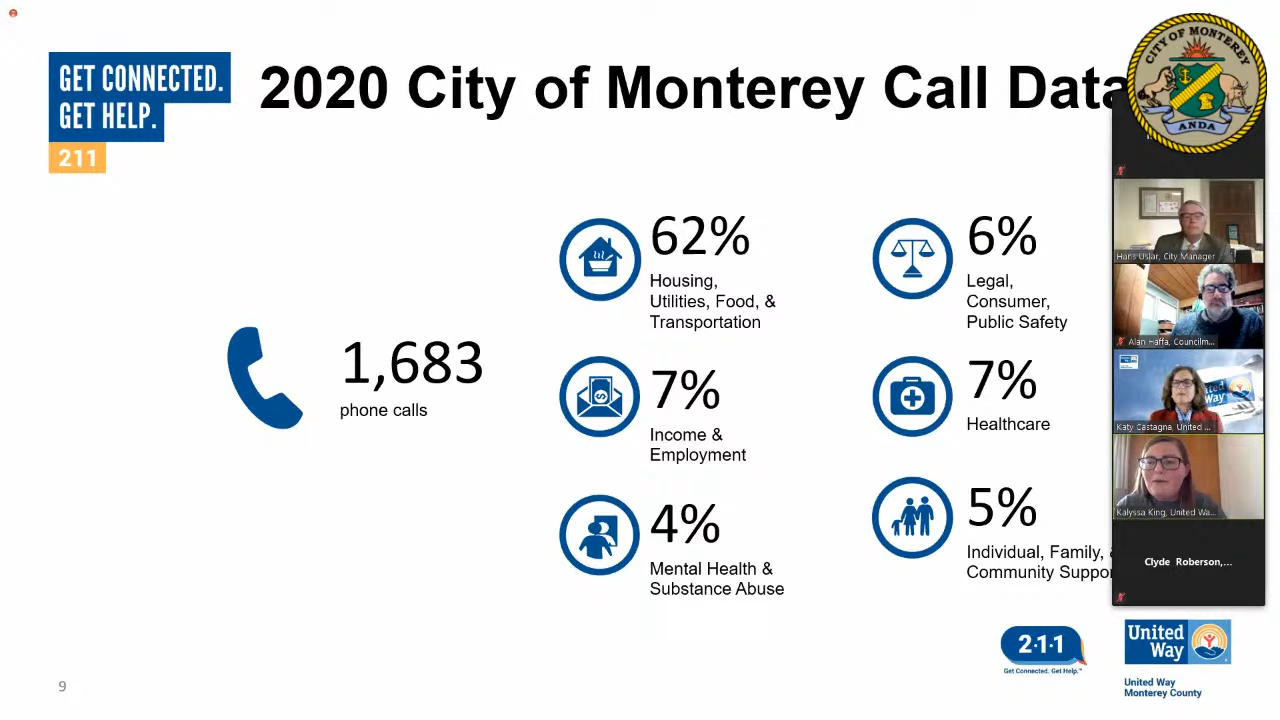 GET CONNECTED.
GET HELP.
211
2020 City of Monterey Call Data
CITY OF MONTEREY
ANDA
1,683
phone calls
62%
Housing,
Utilities, Food, &
Transportation
7%
Income &
Employment
4%
Mental Health &
Substance Abuse
6%
Legal,
Consumer,
Public Safety
7%
Healthcare
5%
Individual, Family,
Community Suppor
Hans Uslar, City Manager
Alan Haffa, Councilm...
United
Way
Katy Castagna, United ...
Kalyssa King, United Wa...
Clyde Roberson,...
2·1·1
Get Connected. Get Help.™
United
Way
United Way
Monterey County
9